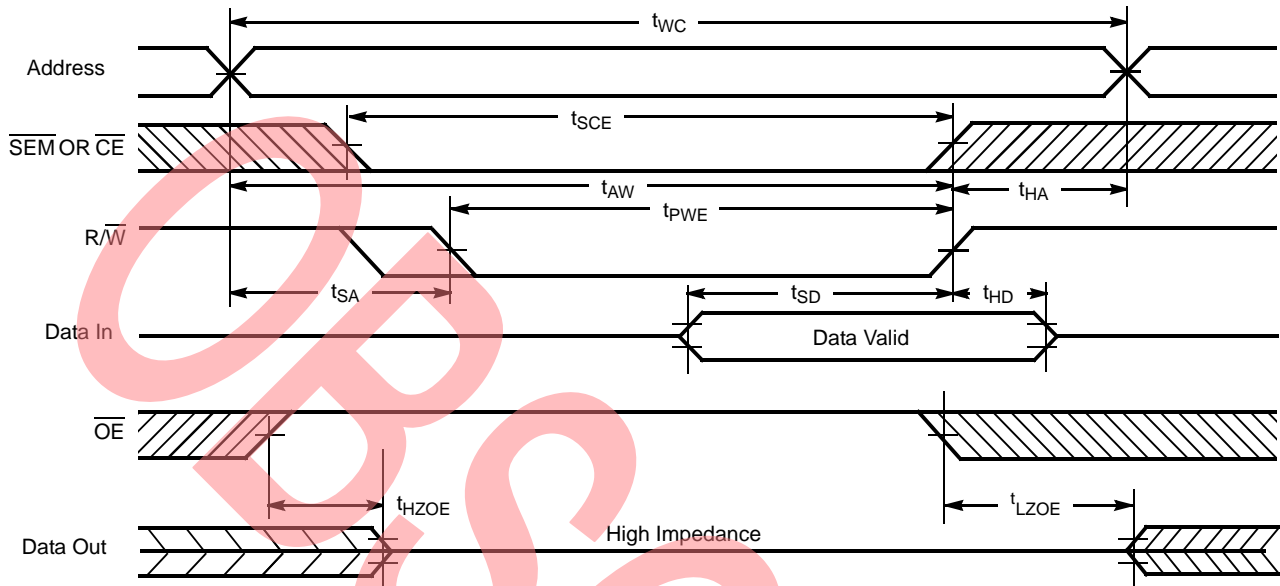 tWC
Address
tSCE
SEM OR CE
tAW
tHA
tPWE
R/W
tSA
tSD
tHD
Data In
Data Valid
OE
tHZOE
tLZOE
High Impedance
Data Out
OBS